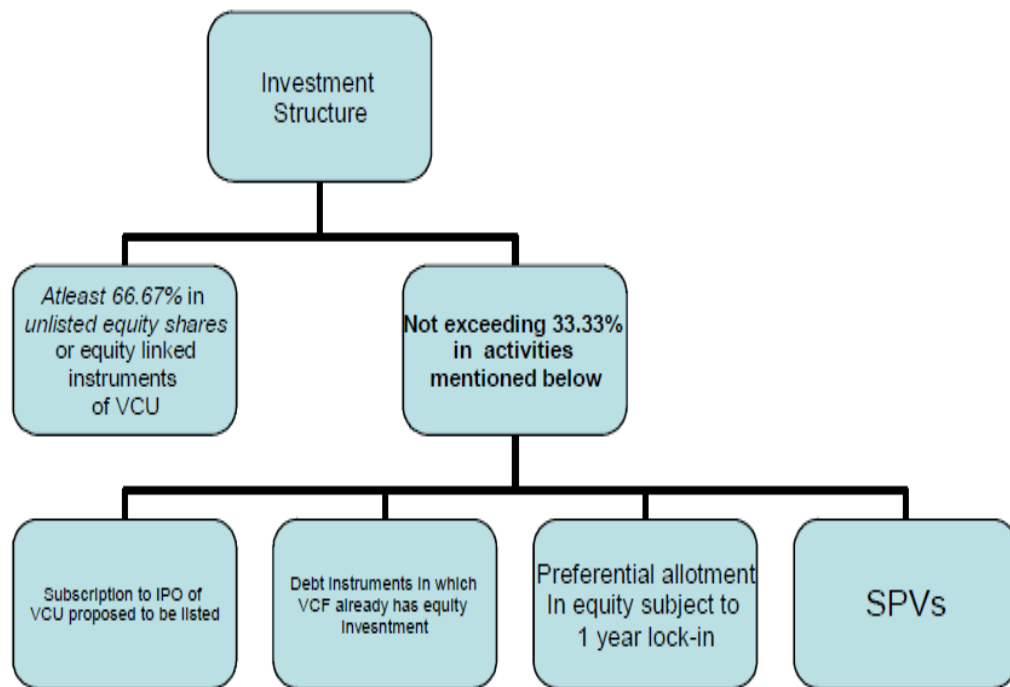 Investment
Structure
Atleast 66.67% in
unlisted equity shares
or equity linked
instruments
of VCU
Not exceeding 33.33%
in activities
mentioned below
Subscription to IPO of
VCU proposed to be listed
Debt Instruments In which
VCF already has equity
Invesntment
Preferential allotment
In equity subject to
1 year lock-in
SPVs